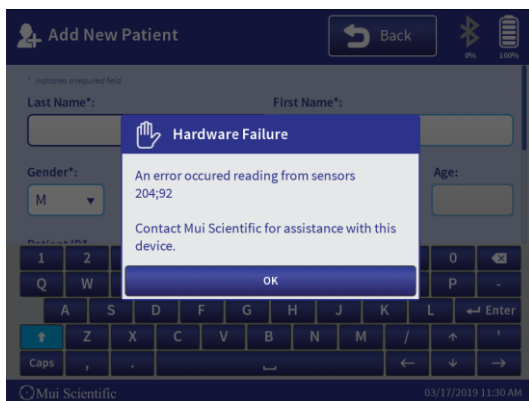 Add New Patient
Back
0%
100%
* indicates a required field
Last Name*:
First Name*:
Hardware Failure
An error occured reading from sensors
204;92
Contact Mui Scientific for assistance with this
device.
OK
Gender*:
Age:
M
Patient ID*:
1 2 0
Q W P -
A S D F G H J K L Enter
Z X C V B N M / '
Caps , .
Mui Scientific
03/17/2019 11:30 AM